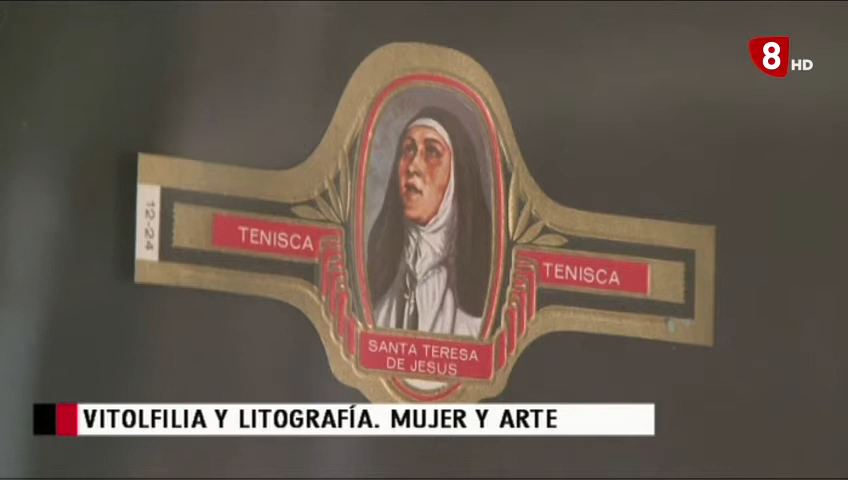 8 HD
12-24
TENISCA
TENISCA
SANTA TERESA
DE JESUS
VITOLFILIA Y LITOGRAFÍA. MUJER Y ARTE